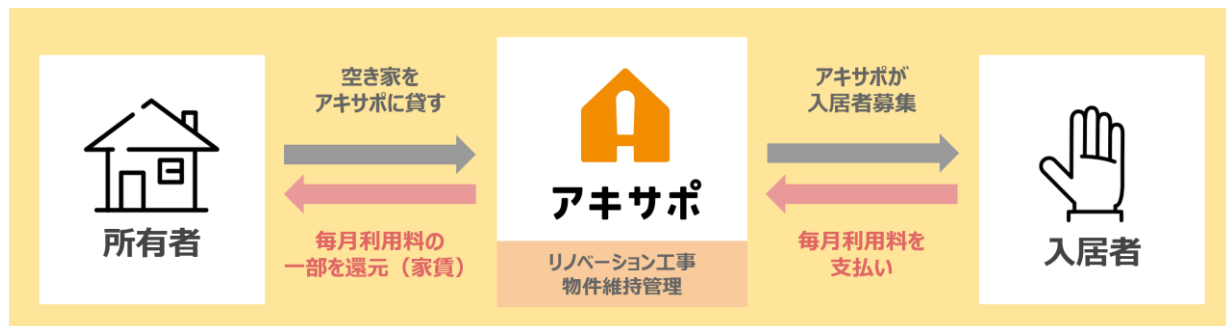 所有者
空き家を
アキサポに貸す
毎月利用料の
一部を還元（家賃）
アキサポ
リノベーション工事
物件維持管理
アキサポが
入居者募集
毎月利用料を
支払い
入居者